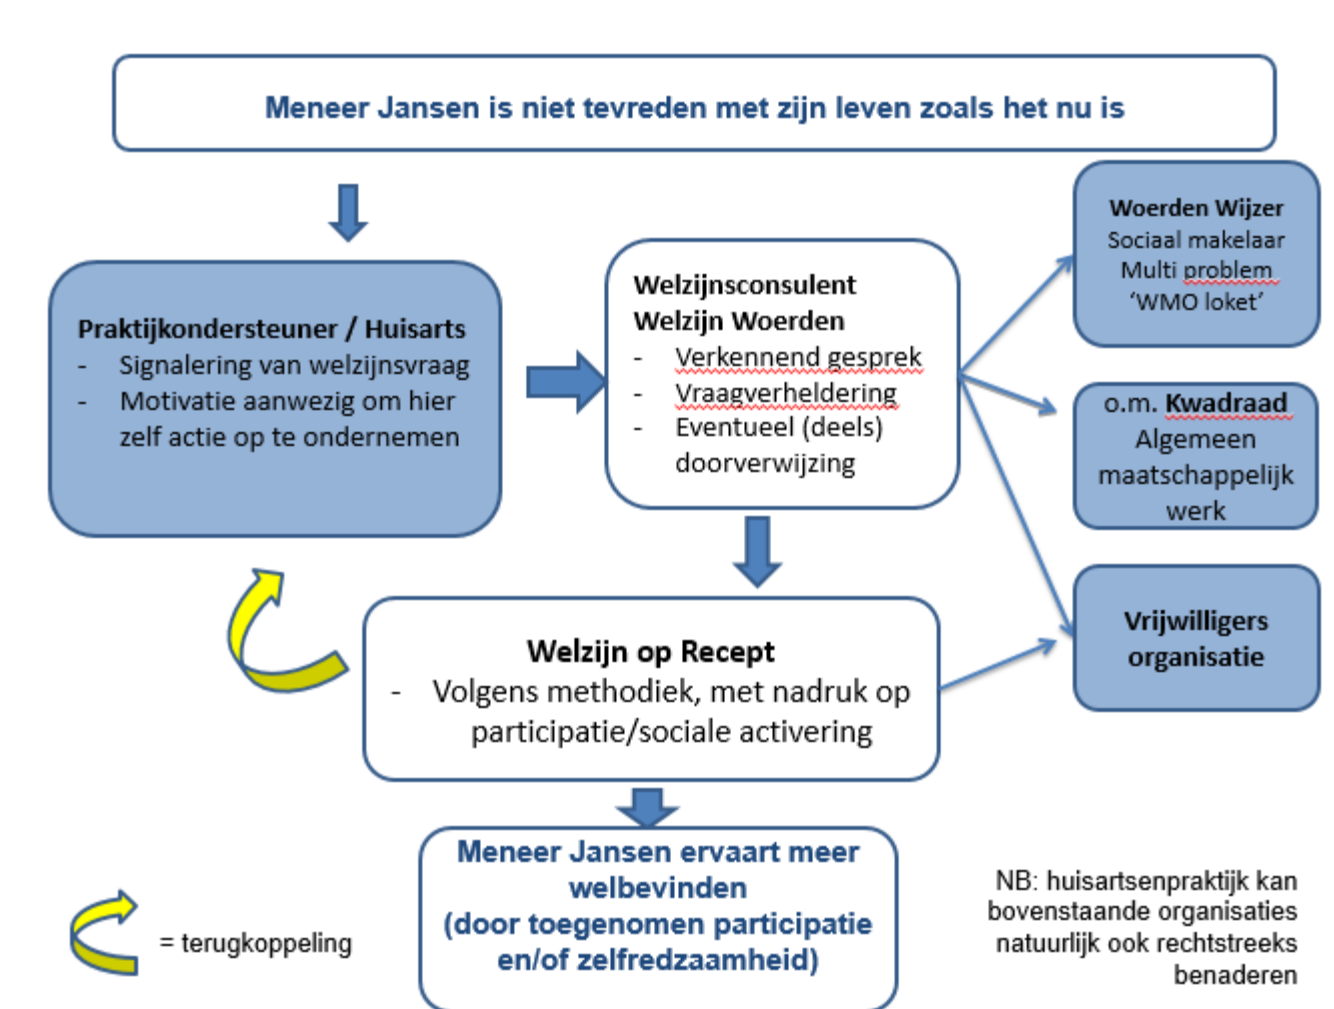 Meneer Jansen is niet tevreden met zijn leven zoals het nu is
Praktijkondersteuner / Huisarts
- Signalering van welzijnsvraag
- Motivatie aanwezig om hier
zelf actie op te ondernemen
Welzijnsconsulent
Welzijn Woerden
- Verkennend gesprek
- Vraagverheldering
- Eventueel (deels)
doorverwijzing
Woerden Wijzer
Sociaal makelaar
Multi problem
‘WMO loket’
o.m. Kwadraad
Algemeen
maatschappelijk
werk
Vrijwilligers
organisatie
Welzijn op Recept
- Volgens methodiek, met nadruk op
participatie/sociale activering
Meneer Jansen ervaart meer
welbevinden
(door toegenomen participatie
en/of zelfredzaamheid)
= terugkoppeling
NB: huisartsenpraktijk kan
bovenstaande organisaties
natuurlijk ook rechtstreeks
benaderen